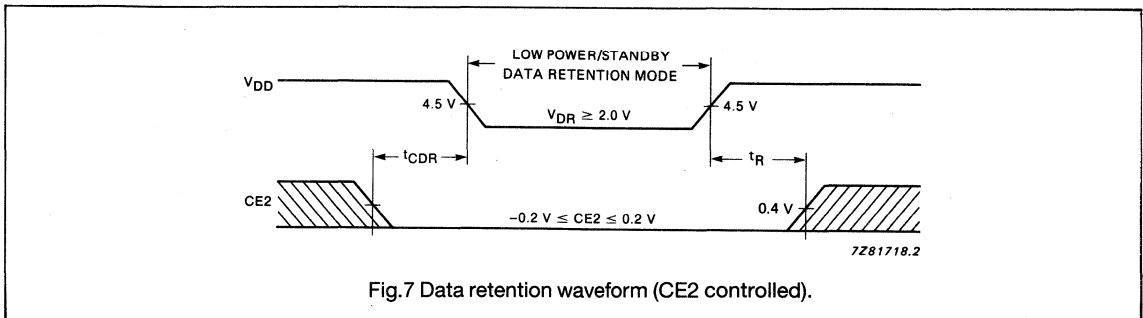 LOW POWER/STANDBY
DATA RETENTION MODE
VDD
4.5 V
VDR ≥ 2.0 V
4.5 V
tCDR
tR
CE2
-0.2 V ≤ CE2 ≤ 0.2 V
0.4 V
7Z81718.2
Fig.7 Data retention waveform (CE2 controlled).